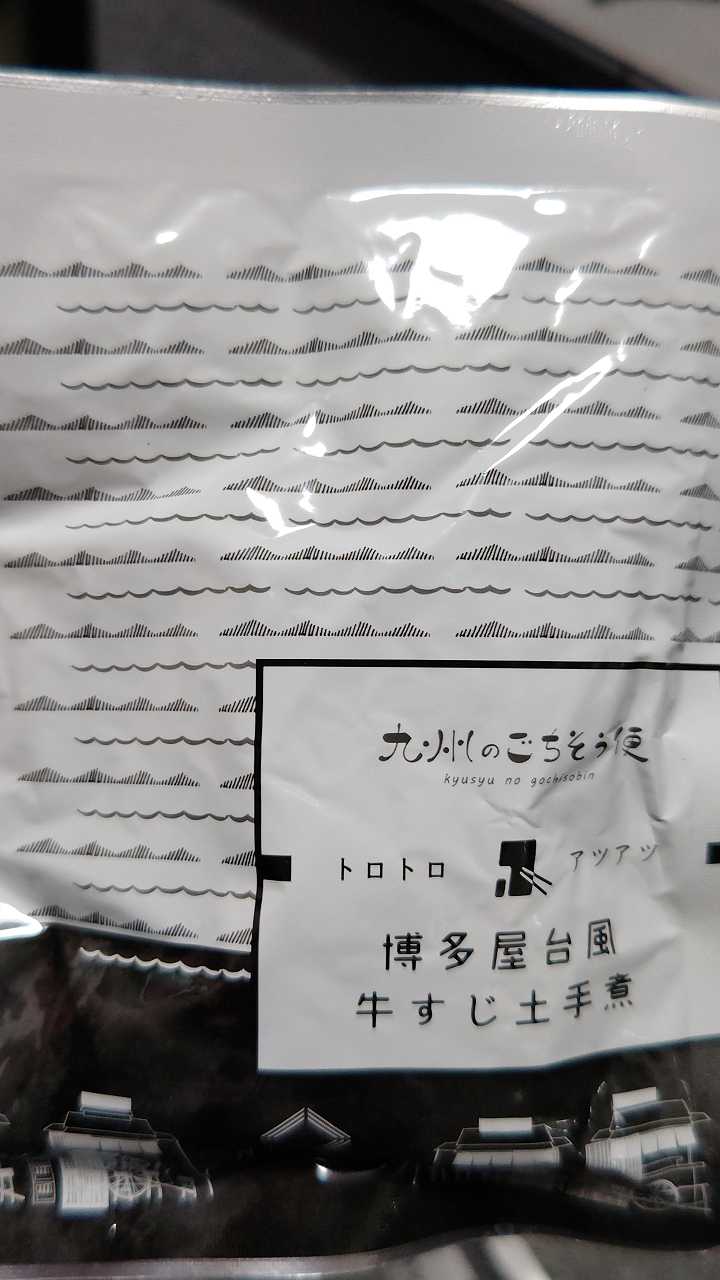 九州のごちそう便
kyusyu no gochisobin
トロトロ アツアツ
博多屋台風
牛すじ土手煮